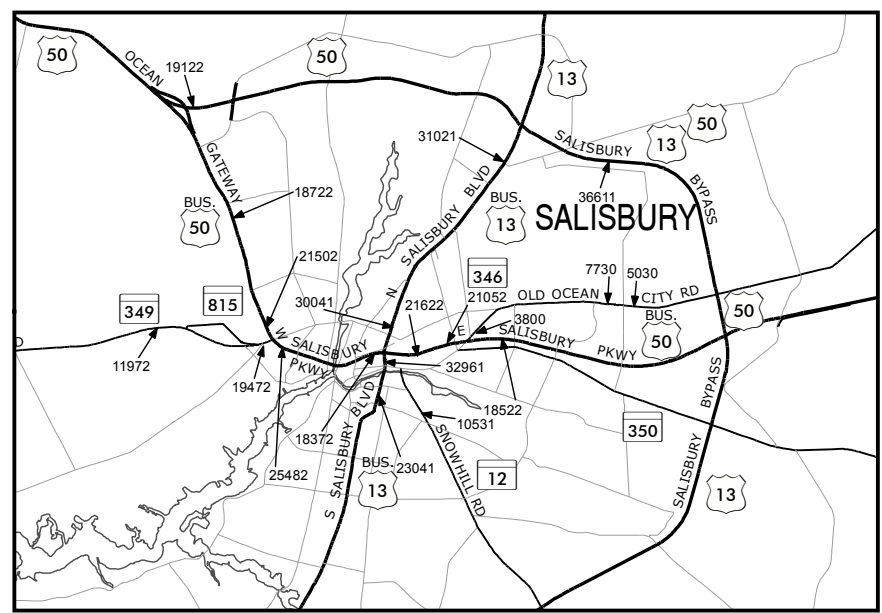 50
OCEAN
19122
50
13
50
SALISBURY
13
31021
GATEWAY
BLVD
36611
BYPASS
18722
BUS.
50
BUS.
13
SALISBURY
SALISBURY
N
21502
346
7730
5030
349
815
30041
21622
21052
OLD OCEAN
CITY RD
3800
BUS.
50
50
E
SALISBURY
PKWY
W SALISBURY
PKWY
11972
19472
32961
18522
18372
10531
BYPASS
350
25482
BUS.
13
23041
S SALISBURY BLVD
SNOWHILL RD
12
SALISBURY
13